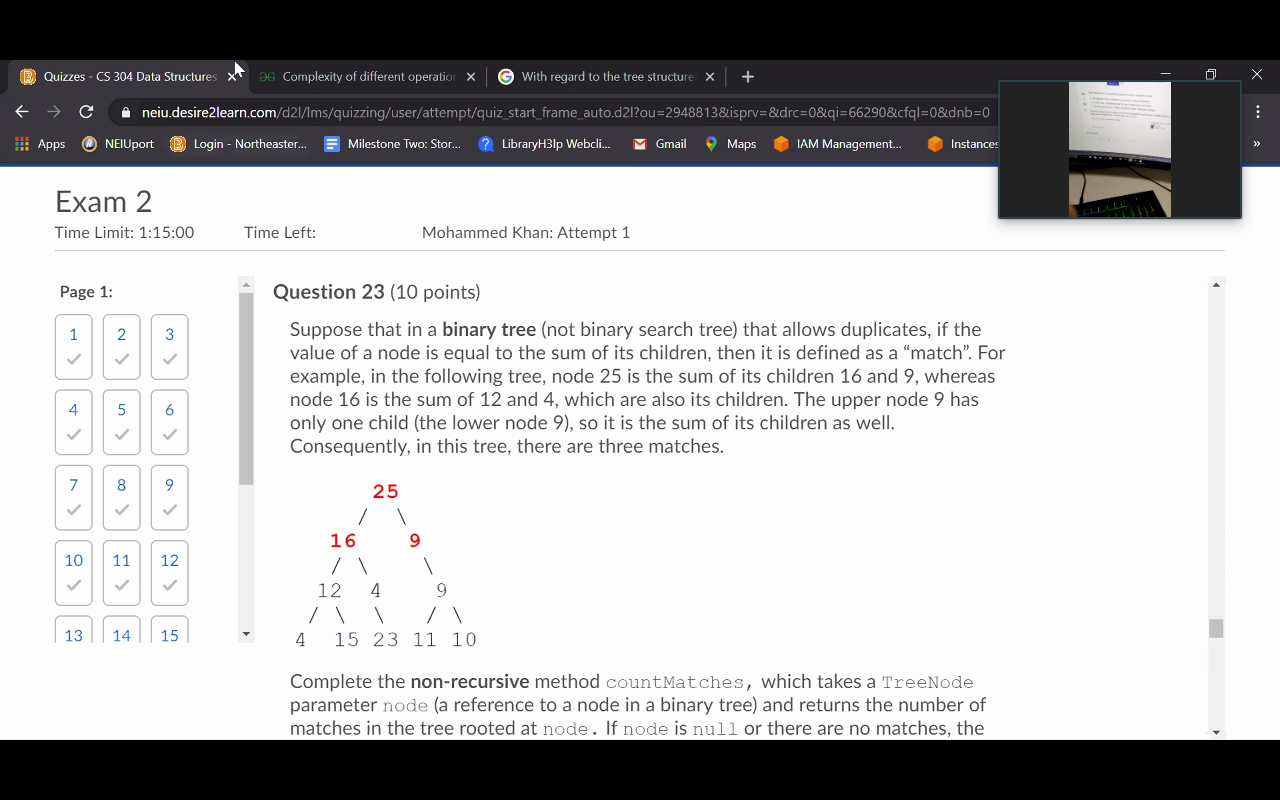 Quizzes - CS 304 Data Structures
Complexity of different operation
With regard to the tree structure
neiu.desire2learn.com/d2l/lms/quizzing/user/attempt/quiz_start_frame_auto.d2l?ou=2948813&isprv=&drc=0&qi=66290&cfql=0&dnb=0
Apps NEIUport Login - Northeaster... Milestone Two: Stor... LibraryH3lp Webcli... Gmail Maps IAM Management... Instances »
Exam 2
Time Limit: 1:15:00 Time Left: Mohammed Khan: Attempt 1
Page 1:
1 2 3
4 5 6
7 8 9
10 11 12
13 14 15
Question 23 (10 points)
Suppose that in a binary tree (not binary search tree) that allows duplicates, if the
value of a node is equal to the sum of its children, then it is defined as a “match”. For
example, in the following tree, node 25 is the sum of its children 16 and 9, whereas
node 16 is the sum of 12 and 4, which are also its children. The upper node 9 has
only one child (the lower node 9), so it is the sum of its children as well.
Consequently, in this tree, there are three matches.
25
/ \
16 9
/ \ \
12 4 9
/ \ \ / \
4 15 23 11 10
Complete the non-recursive method countMatches, which takes a TreeNode
parameter node (a reference to a node in a binary tree) and returns the number of
matches in the tree rooted at node. If node is null or there are no matches, the